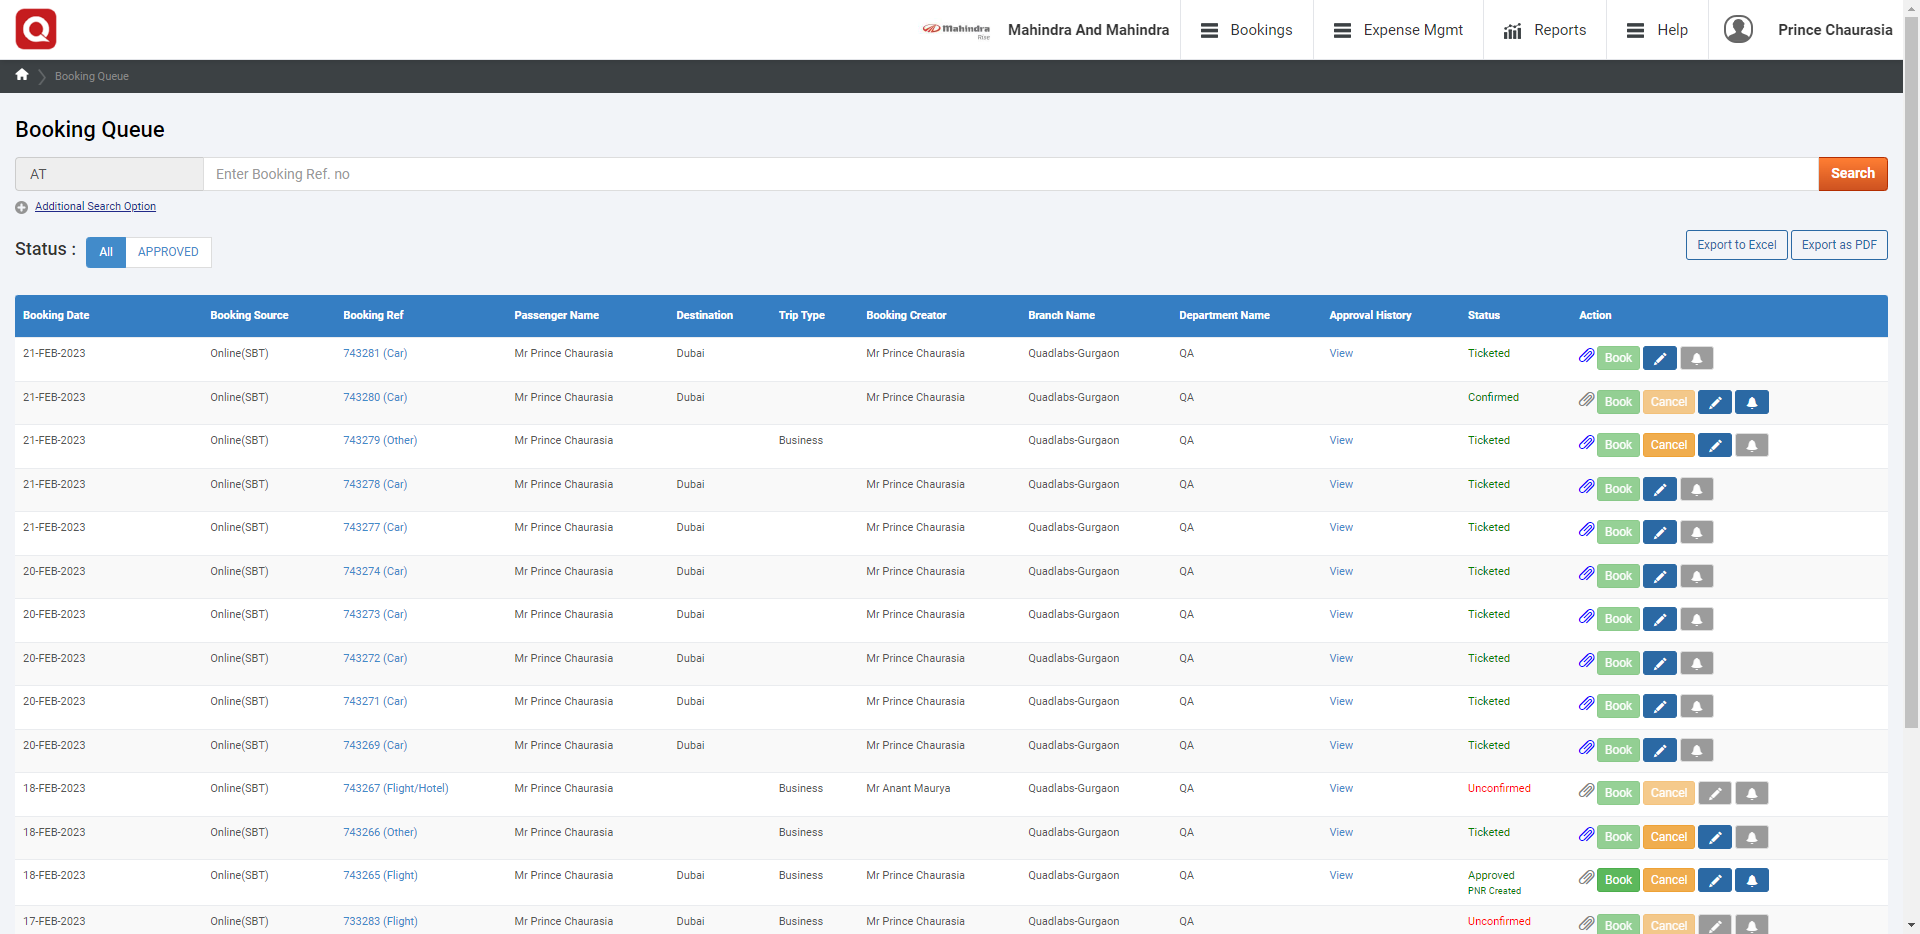 Mahindra Rise Mahindra And Mahindra Bookings Expense Mgmt Reports Help Prince Chaurasia
Booking Queue
Booking Queue
AT Enter Booking Ref. no Search
Additional Search Option
Status : All APPROVED Export to Excel Export as PDF
Booking Date Booking Source Booking Ref Passenger Name Destination Trip Type Booking Creator Branch Name Department Name Approval History Status Action
21-FEB-2023 Online(SBT) 743281 (Car) Mr Prince Chaurasia Dubai Mr Prince Chaurasia Quadlabs-Gurgaon QA View Ticketed Book
21-FEB-2023 Online(SBT) 743280 (Car) Mr Prince Chaurasia Dubai Mr Prince Chaurasia Quadlabs-Gurgaon QA Confirmed Book Cancel
21-FEB-2023 Online(SBT) 743279 (Other) Mr Prince Chaurasia Business Quadlabs-Gurgaon QA View Ticketed Book Cancel
21-FEB-2023 Online(SBT) 743278 (Car) Mr Prince Chaurasia Dubai Mr Prince Chaurasia Quadlabs-Gurgaon QA View Ticketed Book
21-FEB-2023 Online(SBT) 743277 (Car) Mr Prince Chaurasia Dubai Mr Prince Chaurasia Quadlabs-Gurgaon QA View Ticketed Book
20-FEB-2023 Online(SBT) 743274 (Car) Mr Prince Chaurasia Dubai Mr Prince Chaurasia Quadlabs-Gurgaon QA View Ticketed Book
20-FEB-2023 Online(SBT) 743273 (Car) Mr Prince Chaurasia Dubai Mr Prince Chaurasia Quadlabs-Gurgaon QA View Ticketed Book
20-FEB-2023 Online(SBT) 743272 (Car) Mr Prince Chaurasia Dubai Mr Prince Chaurasia Quadlabs-Gurgaon QA View Ticketed Book
20-FEB-2023 Online(SBT) 743271 (Car) Mr Prince Chaurasia Dubai Mr Prince Chaurasia Quadlabs-Gurgaon QA View Ticketed Book
20-FEB-2023 Online(SBT) 743269 (Car) Mr Prince Chaurasia Dubai Mr Prince Chaurasia Quadlabs-Gurgaon QA View Ticketed Book
18-FEB-2023 Online(SBT) 743267 (Flight/Hotel) Mr Prince Chaurasia Business Mr Anant Maurya Quadlabs-Gurgaon QA View Unconfirmed Book Cancel
18-FEB-2023 Online(SBT) 743266 (Other) Mr Prince Chaurasia Business Quadlabs-Gurgaon QA View Ticketed Book Cancel
18-FEB-2023 Online(SBT) 743265 (Flight) Mr Prince Chaurasia Dubai Business Mr Prince Chaurasia Quadlabs-Gurgaon QA View Approved Book Cancel
PNR Created
17-FEB-2023 Online(SBT) 733283 (Flight) Mr Prince Chaurasia Dubai Business Mr Prince Chaurasia Quadlabs-Gurgaon QA Unconfirmed Book Cancel